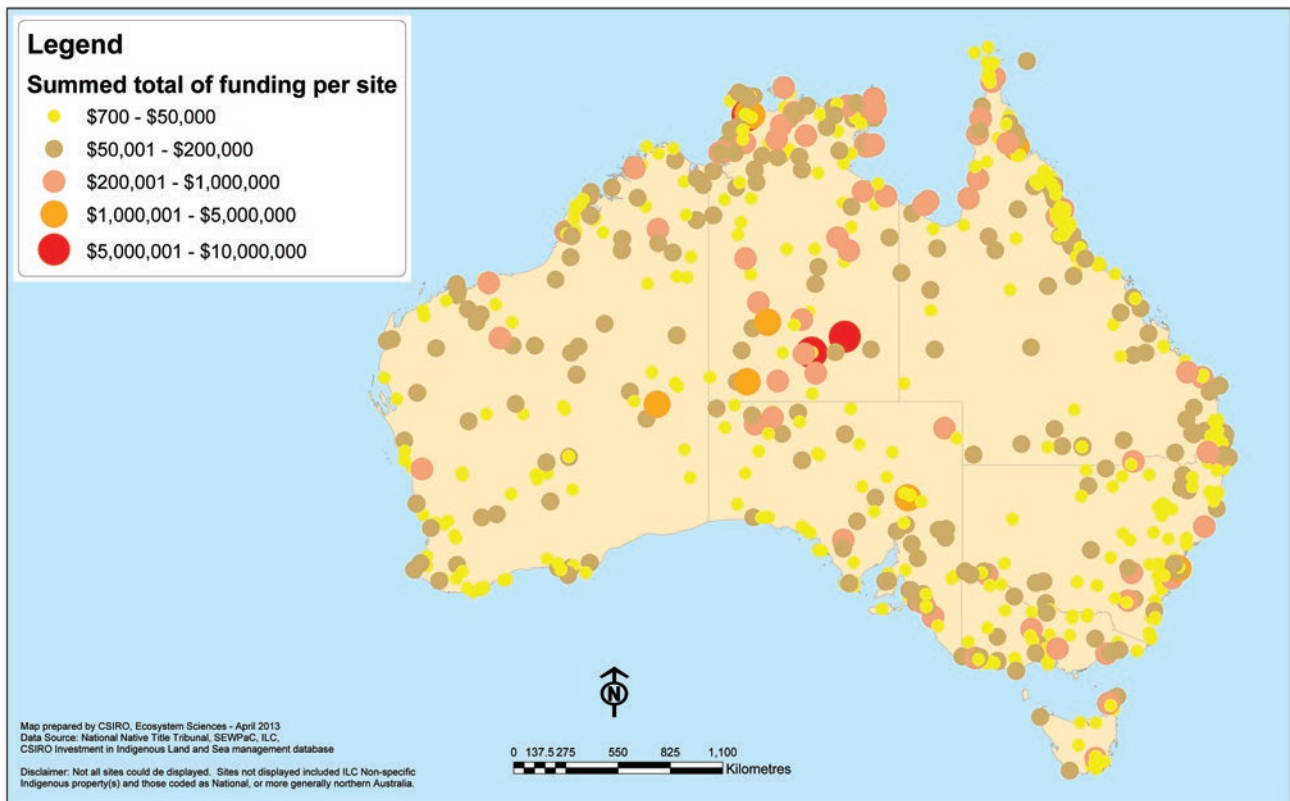 Legend
Summed total of funding per site
$700 - $50,000
$50,001 - $200,000
$200,001 - $1,000,000
$1,000,001 - $5,000,000
$5,000,001 - $10,000,000
N
Map prepared by CSIRO, Ecosystem Sciences - April 2013
Data Source: National Native Title Tribunal, SEWPaC, ILC,
CSIRO Investment in Indigenous Land and Sea management database
Disclaimer: Not all sites could be displayed. Sites not displayed included ILC Non-specific
Indigenous property(s) and those coded as National, or more generally northern Australia.
0 137.5 275 550 825 1,100
Kilometres